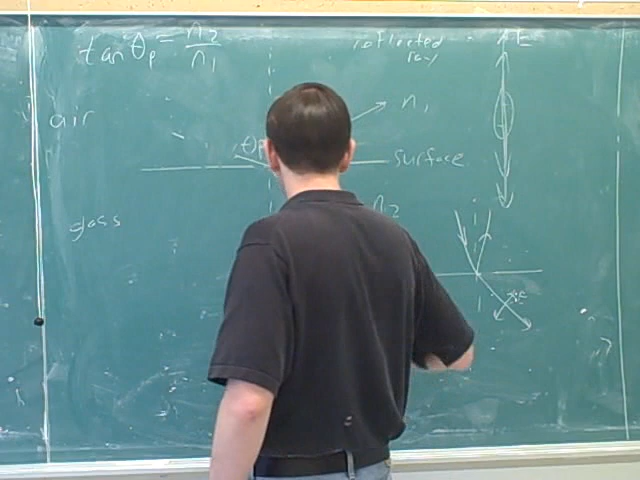 tan θp = n2/n1
reflected
ray
E
air
n1
θp
surface
n2
glass